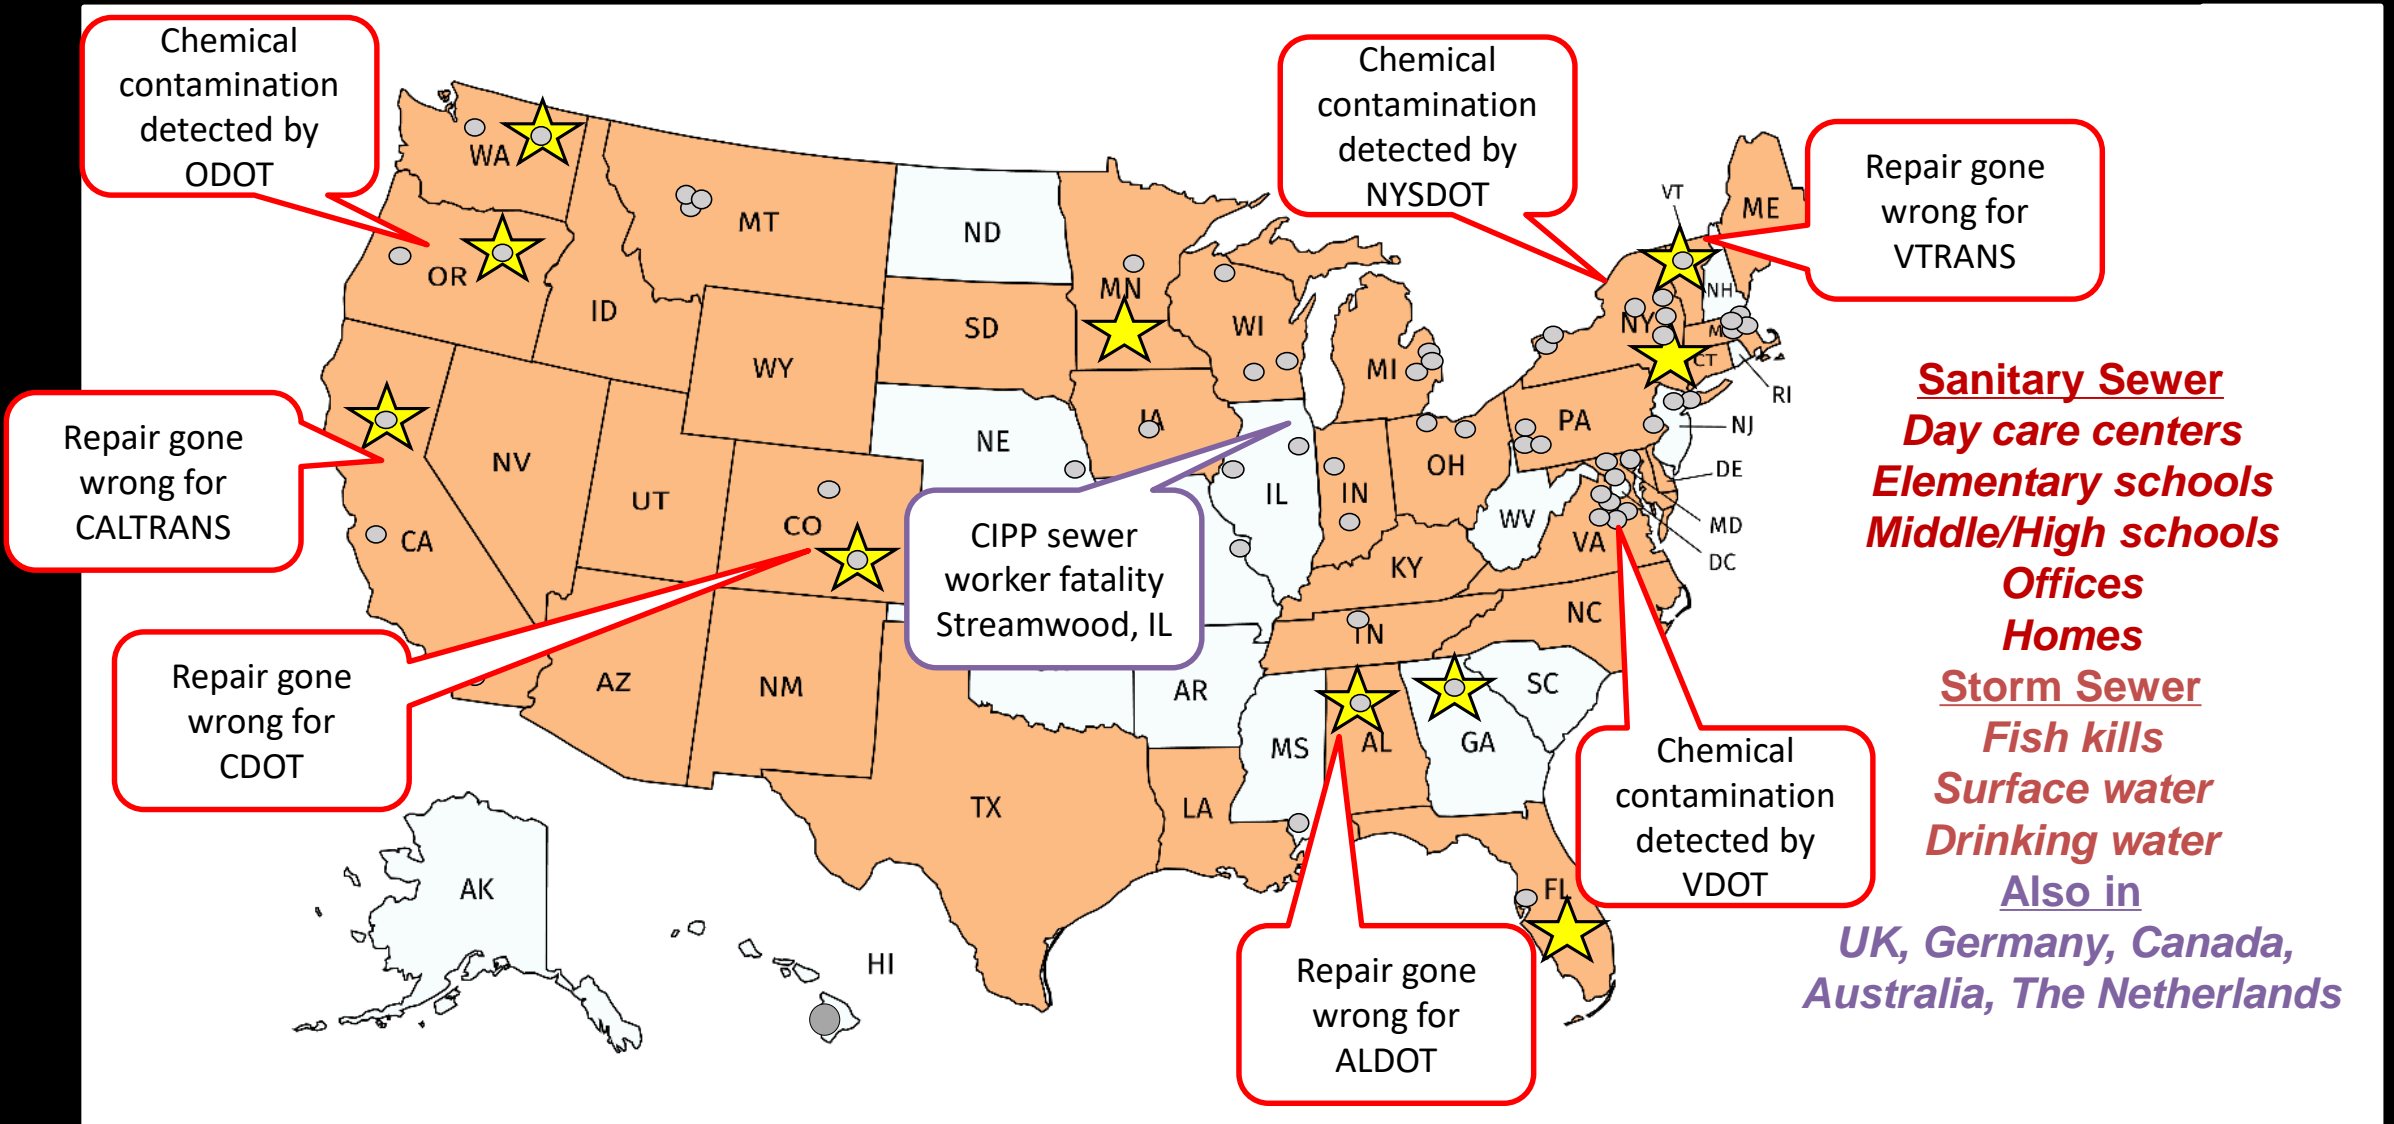 Chemical
contamination
detected by
ODOT
Chemical
contamination
detected by
NYSDOT
Repair gone
wrong for
VTRANS
Repair gone
wrong for
CALTRANS
Repair gone
wrong for
CDOT
CIPP sewer
worker fatality
Streamwood, IL
Repair gone
wrong for
ALDOT
Chemical
contamination
detected by
VDOT
WA
OR
MT
ID
ND
SD
WY
MN
WI
MI
VT
ME
NH
NY
CT
RI
NJ
PA
DE
MD
DC
NE
IA
IL
IN
OH
WV
VA
KY
NV
UT
CO
CA
AZ
NM
TN
NC
SC
AR
MS
AL
GA
TX
LA
FL
AK
HI
Sanitary Sewer
Day care centers
Elementary schools
Middle/High schools
Offices
Homes
Storm Sewer
Fish kills
Surface water
Drinking water
Also in
UK, Germany, Canada,
Australia, The Netherlands